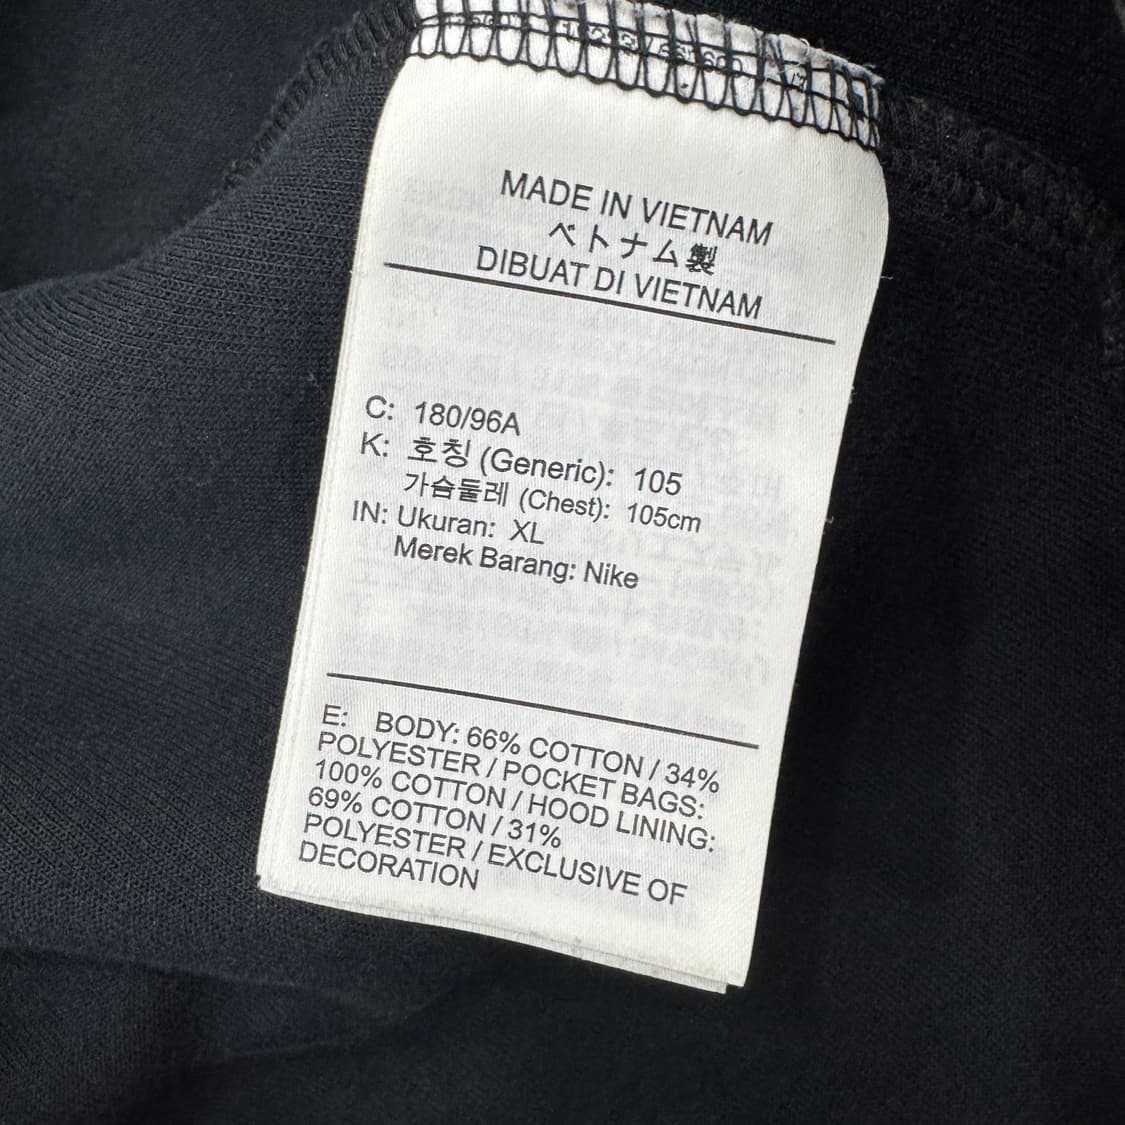 MADE IN VIETNAM
ベトナム製
DIBUAT DI VIETNAM
C: 180/96A
K: 호칭 (Generic): 105
가슴둘레 (Chest): 105cm
IN: Ukuran: XL
Merek Barang: Nike
E: BODY: 66% COTTON / 34%
POLYESTER / POCKET BAGS:
100% COTTON / HOOD LINING:
69% COTTON / 31%
POLYESTER / EXCLUSIVE OF
DECORATION